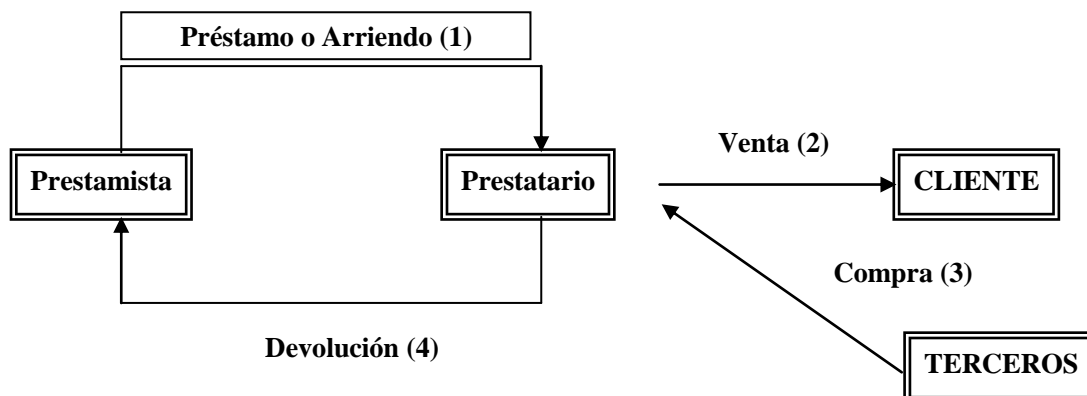 Préstamo o Arriendo (1)
Venta (2)
Prestamista
Prestatario
CLIENTE
Compra (3)
Devolución (4)
TERCEROS